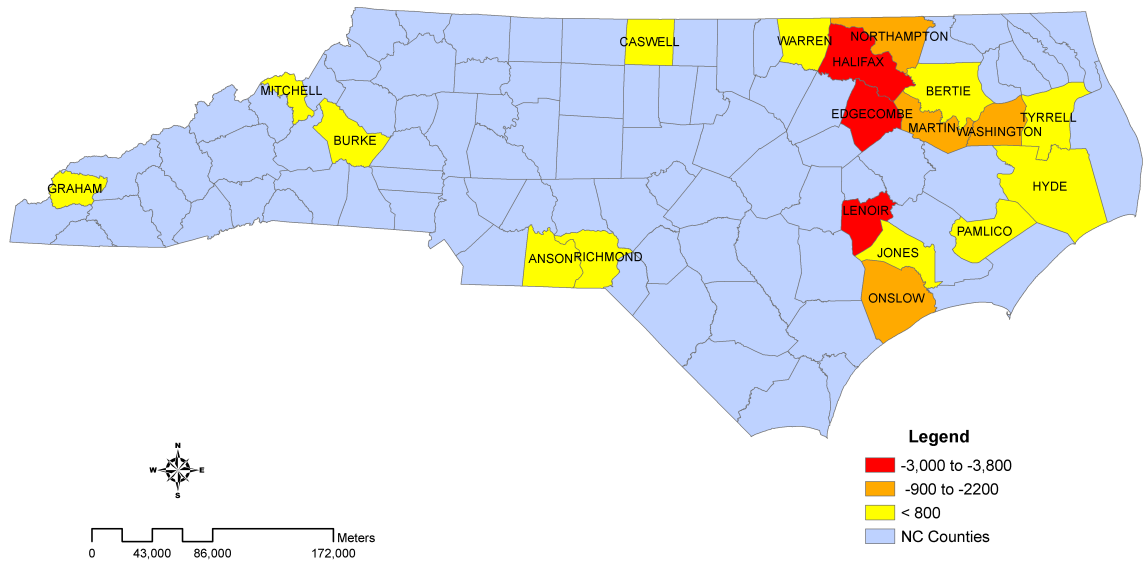 CASWELL
WARREN
NORTHAMPTON
HALIFAX
MITCHELL
BERTIE
EDGECOMBE
MARTIN
WASHINGTON
TYRRELL
BURKE
GRAHAM
HYDE
LENOIR
PAMLICO
JONES
ANSON
RICHMOND
ONSLOW
Legend
-3,000 to -3,800
-900 to -2200
< 800
NC Counties
N
W E
S
Meters
0 43,000 86,000 172,000